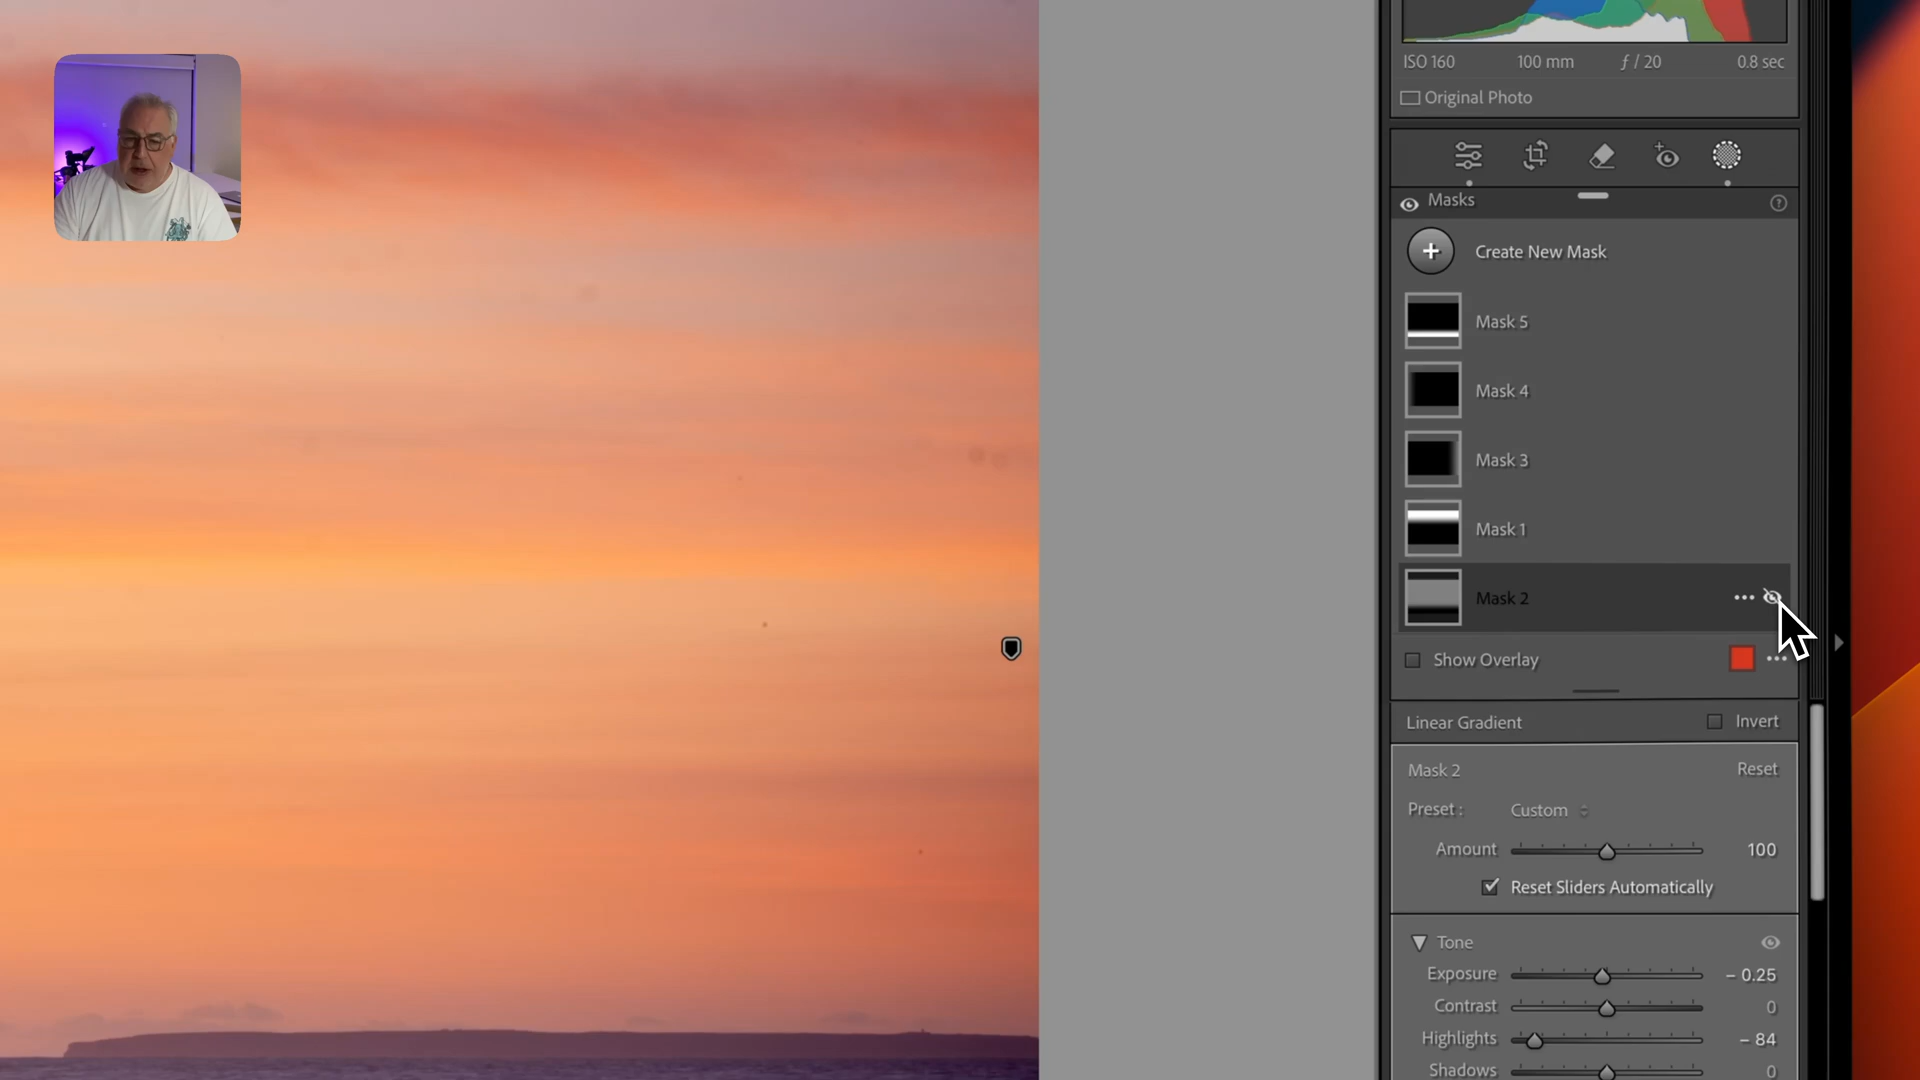 ISO 160 100 mm ƒ / 20 0.8 sec
Original Photo
Masks
Create New Mask
Mask 5
Mask 4
Mask 3
Mask 1
Mask 2
Show Overlay
Linear Gradient Invert
Mask 2 Reset
Preset : Custom
Amount 100
Reset Sliders Automatically
Tone
Exposure – 0.25
Contrast 0
Highlights – 84
Shadows 0